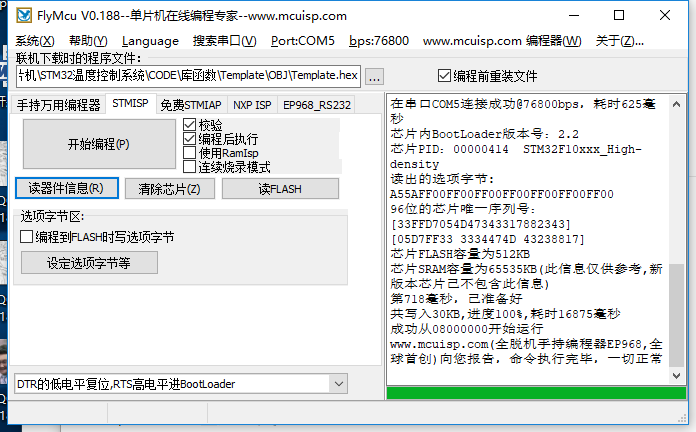 FlyMcu V0.188--单片机在线编程专家--www.mcuisp.com
系统(X) 帮助(Y) Language 搜索串口(V) Port:COM5 bps:76800 www.mcuisp.com 编程器(W) 关于(Z)...
联机下载时的程序文件:
机\STM32温度控制系统\CODE\库函数\Template\OBJ\Template.hex ... 编程前重装文件
手持万用编程器 STMISP 免费STMIAP NXP ISP EP968_RS232
开始编程(P)
校验
编程后执行
使用RamIsp
连续烧录模式
读器件信息(R) 清除芯片(Z) 读FLASH
选项字节区:
编程到FLASH时写选项字节
设定选项字节等
DTR的低电平复位,RTS高电平进BootLoader
在串口COM5连接成功@76800bps, 耗时625毫
秒
芯片内BootLoader版本号: 2.2
芯片PID: 00000414 STM32F10xxx_High-
density
读出的选项字节:
A55AFF00FF00FF00FF00FF00FF00FF00
96位的芯片唯一序列号:
[33FFD7054D47343317882343]
[05D7FF33 3334474D 43238817]
芯片FLASH容量为512KB
芯片SRAM容量为65535KB(此信息仅供参考,新
版本芯片已不包含此信息)
第718毫秒, 已准备好
共写入30KB,进度100%,耗时16875毫秒
成功从08000000开始运行
www.mcuisp.com(全脱机手持编程器EP968,全
球首创)向您报告, 命令执行完毕, 一切正常